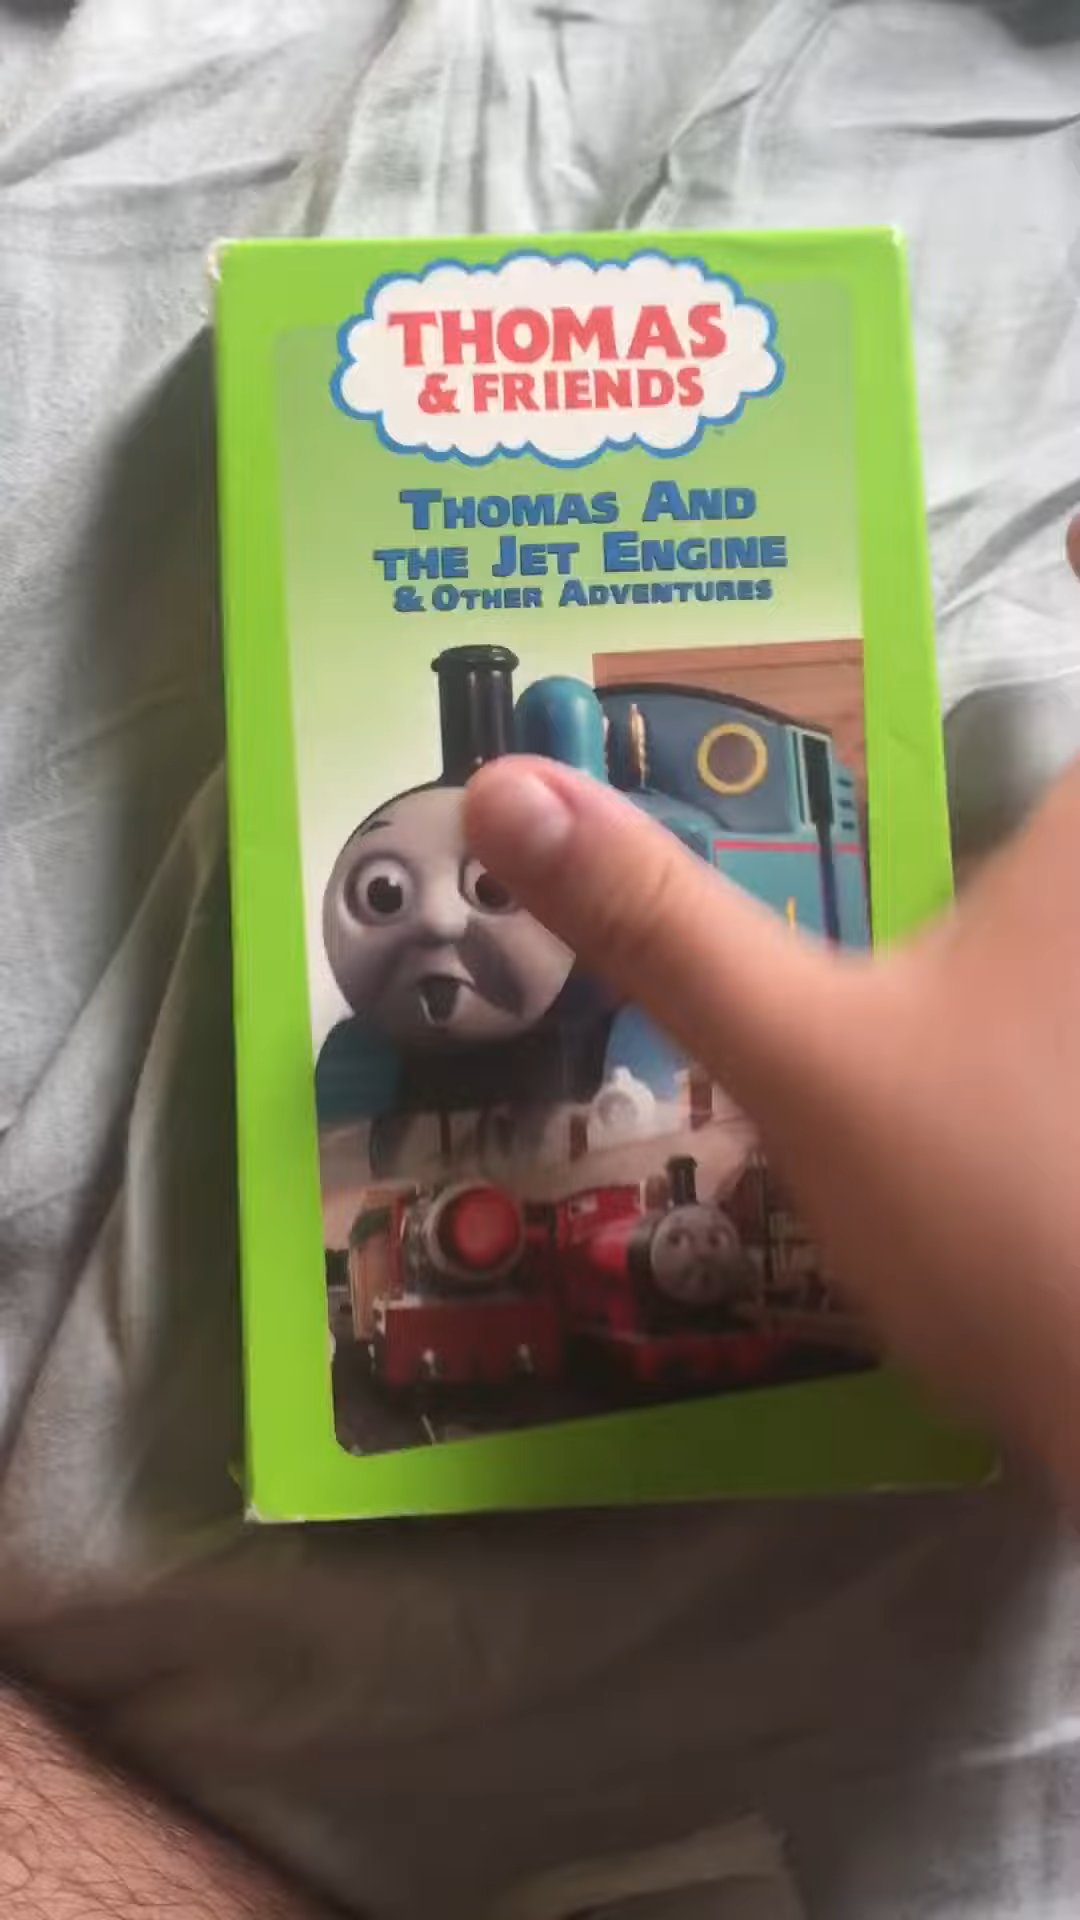 THOMAS
& FRIENDS
THOMAS AND
THE JET ENGINE
& OTHER ADVENTURES